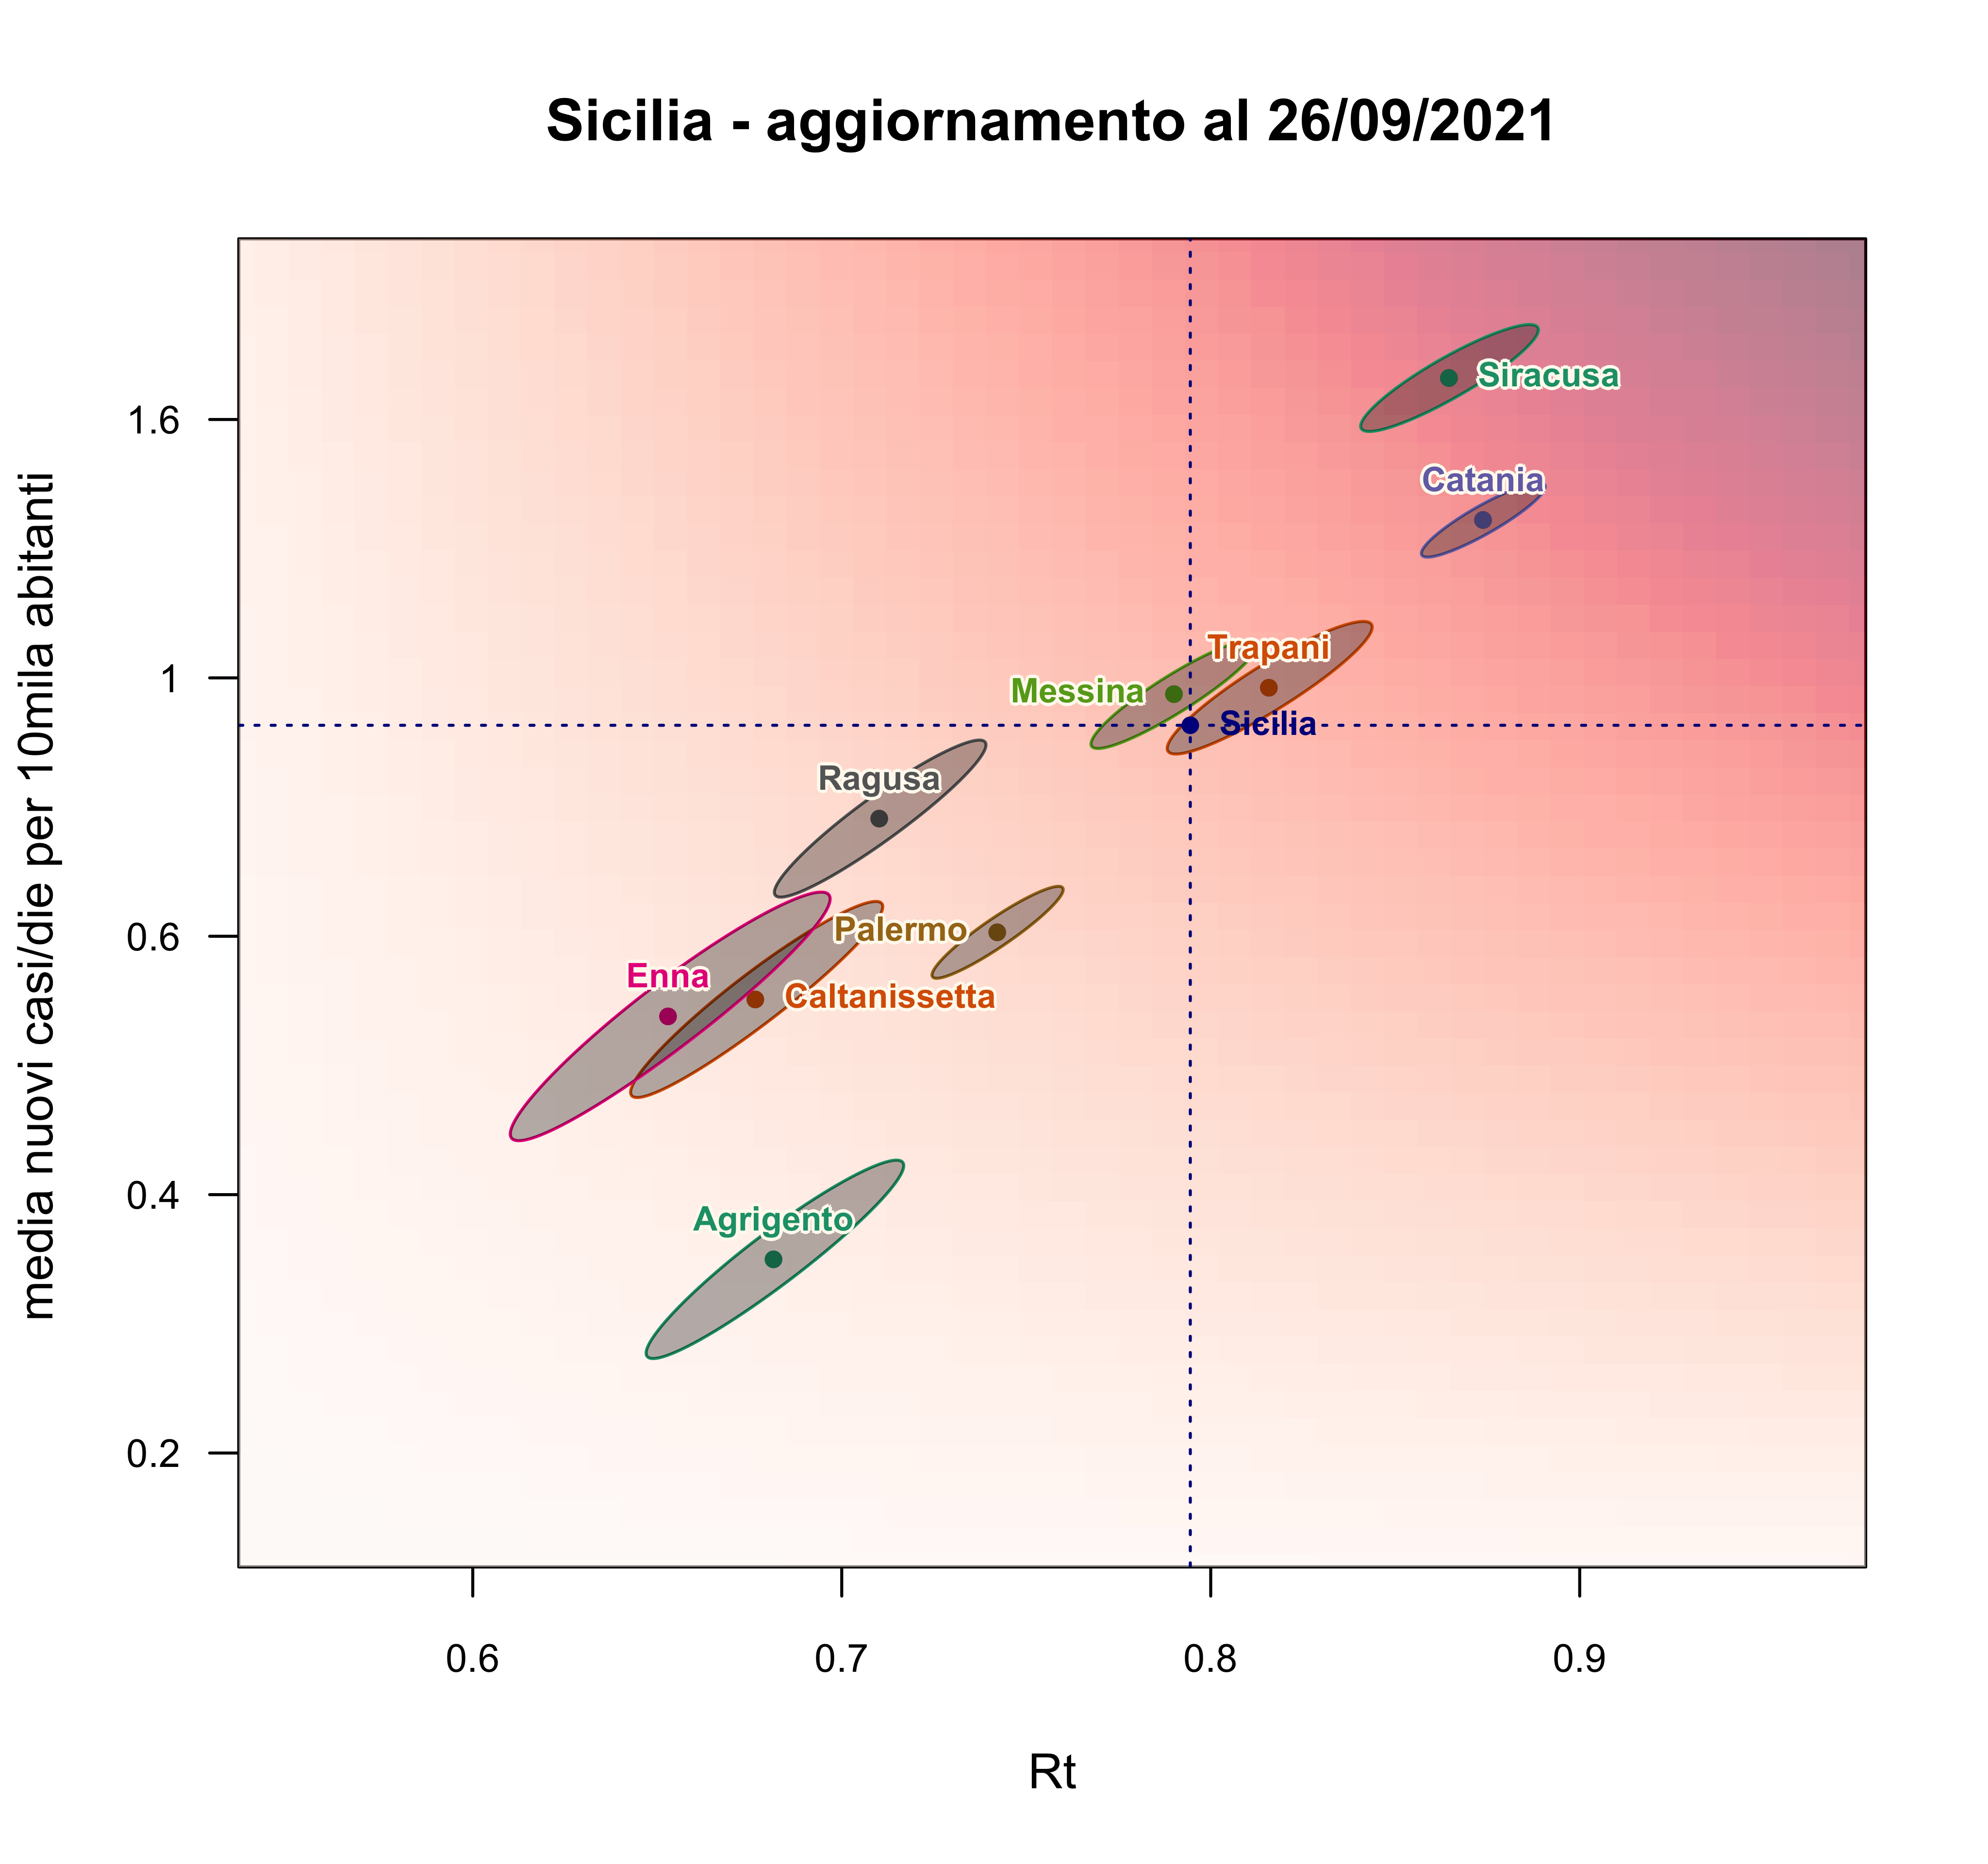 Sicilia - aggiornamento al 26/09/2021
media nuovi casi/die per 10mila abitanti
1.6
1
0.6
0.4
0.2
Siracusa
Catania
Trapani
Messina
Sicilia
Ragusa
Palermo
Enna
Caltanissetta
Agrigento
0.6 0.7 0.8 0.9
Rt